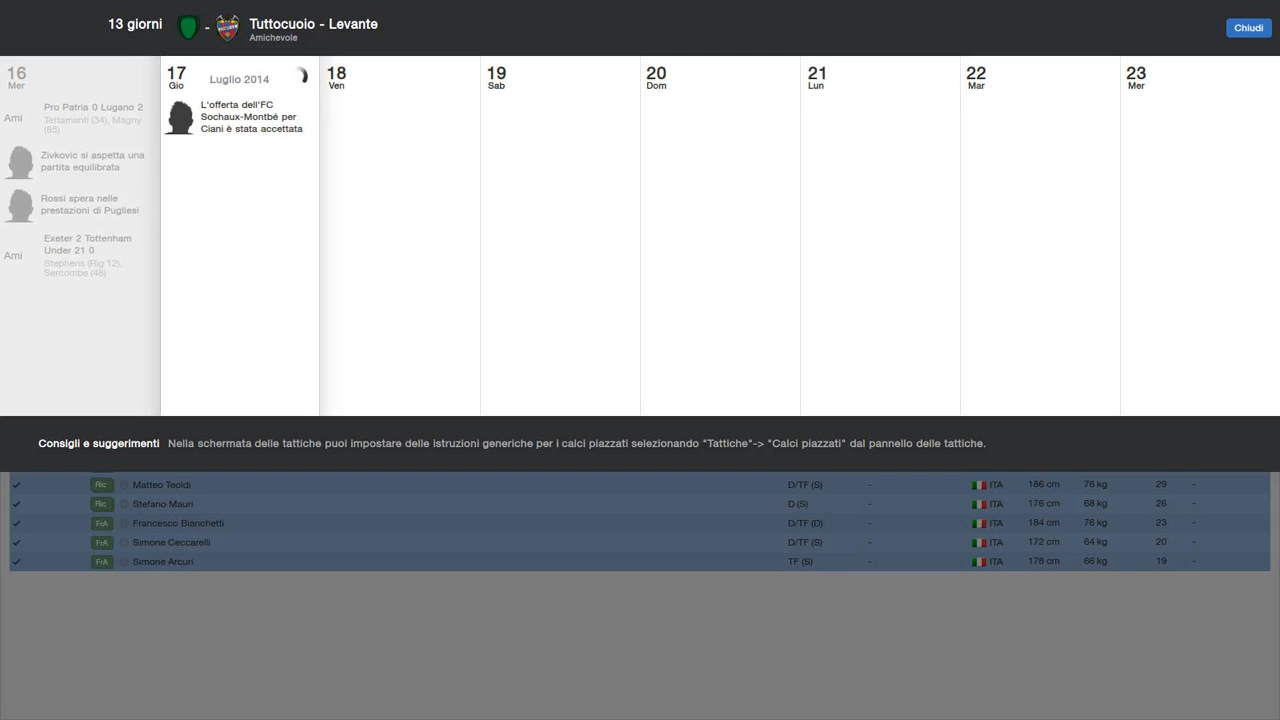 13 giorni
-
Tuttocuoio - Levante
Amichevole
Chiudi
16
Mer
Ami
Pro Patria 0 Lugano 2
Tettamanti (34), Magny
(85)
Zivkovic si aspetta una
partita equilibrata
Rossi spera nelle
prestazioni di Pugliesi
Ami
Exeter 2 Tottenham
Under 21 0
Stephens (Rig 12),
Sercombe (48)
17
Gio
Luglio 2014
L'offerta dell'FC
Sochaux-Montbé per
Ciani è stata accettata
18
Ven
19
Sab
20
Dom
21
Lun
22
Mar
23
Mer
Consigli e suggerimenti Nella schermata delle tattiche puoi impostare delle istruzioni generiche per i calci piazzati selezionando "Tattiche"-> "Calci piazzati" dal pannello delle tattiche.
Ric Matteo Teoldi D/TF (S) - ITA 186 cm 76 kg 29 -
Ric Stefano Mauri D (S) - ITA 176 cm 68 kg 26 -
FrA Francesco Bianchetti D/TF (D) - ITA 184 cm 76 kg 23 -
FrA Simone Ceccarelli D/TF (S) - ITA 172 cm 64 kg 20 -
FrA Simone Arcuri TF (S) - ITA 178 cm 66 kg 19 -